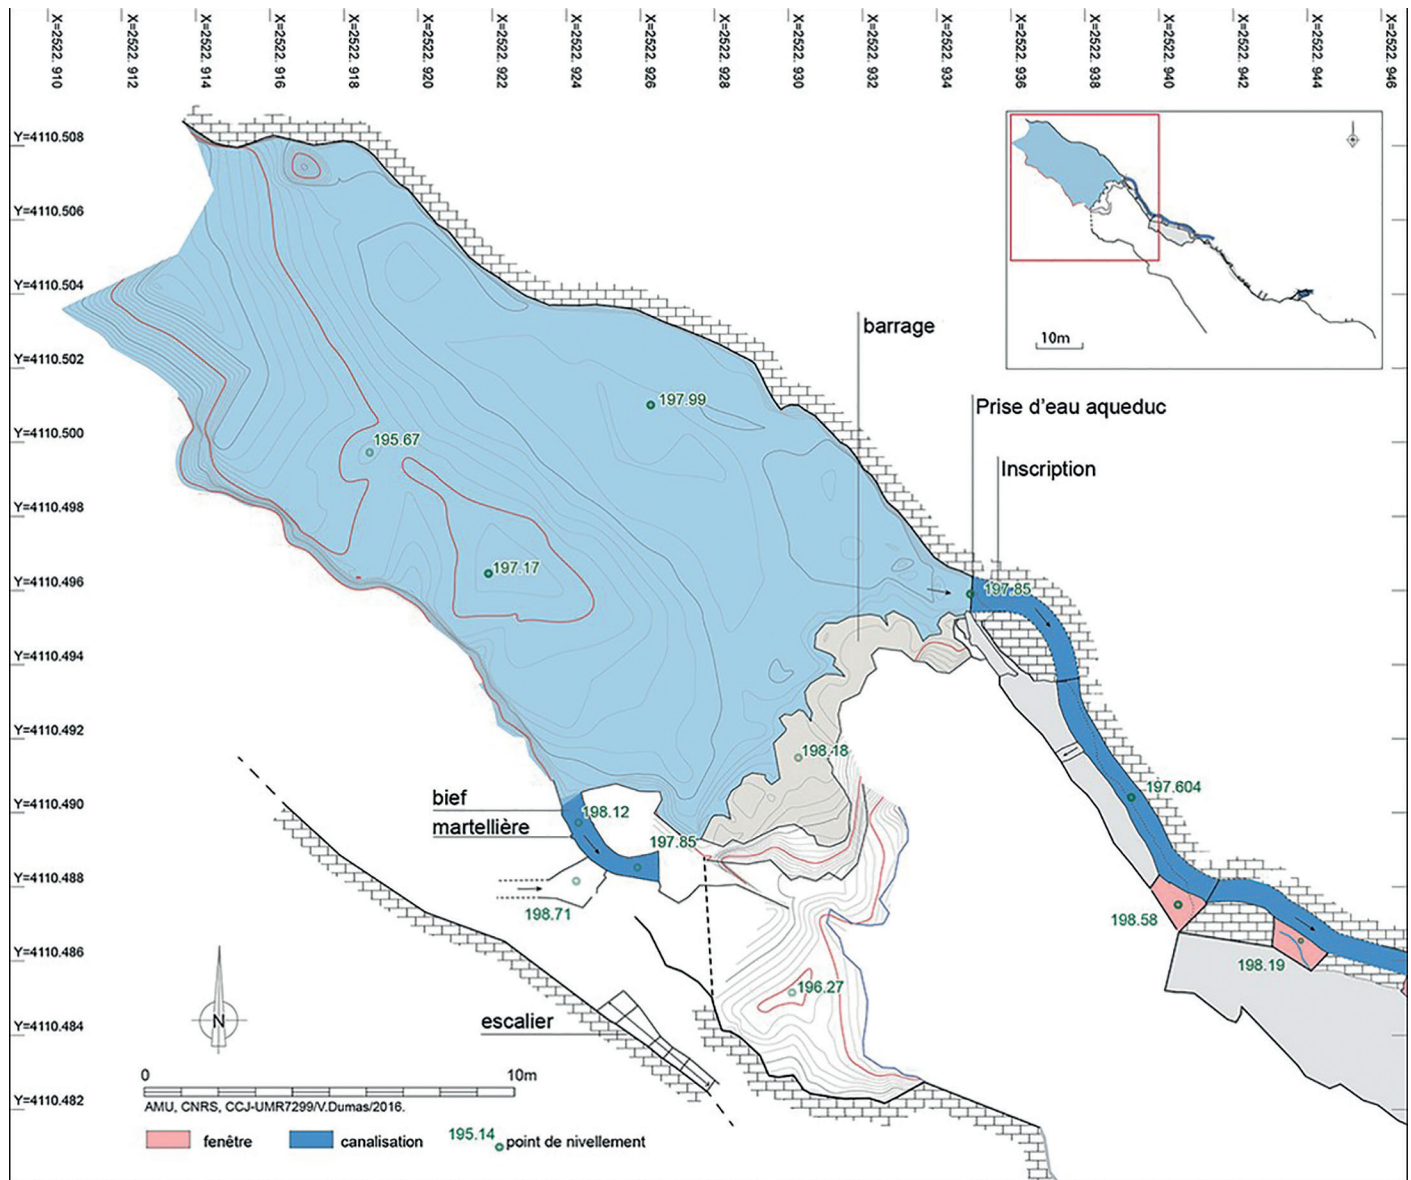 X=2522. 910
X=2522. 912
X=2522. 914
X=2522. 916
X=2522. 918
X=2522. 920
X=2522. 922
X=2522. 924
X=2522. 926
X=2522. 928
X=2522. 930
X=2522. 932
X=2522. 934
X=2522. 936
X=2522. 938
X=2522. 940
X=2522. 942
X=2522. 944
X=2522. 946
Y=4110.508
Y=4110.506
Y=4110.504
Y=4110.502
Y=4110.500
Y=4110.498
Y=4110.496
Y=4110.494
Y=4110.492
Y=4110.490
Y=4110.488
Y=4110.486
Y=4110.484
Y=4110.482
10m
barrage
Prise d'eau aqueduc
Inscription
197.99
195.67
197.17
197.85
198.18
197.604
bief
198.12
martellière
197.85
198.71
198.58
198.19
196.27
escalier
N
0 10m
AMU, CNRS, CCJ-UMR7299/V.Dumas/2016.
fenêtre
canalisation
195.14 point de nivellement